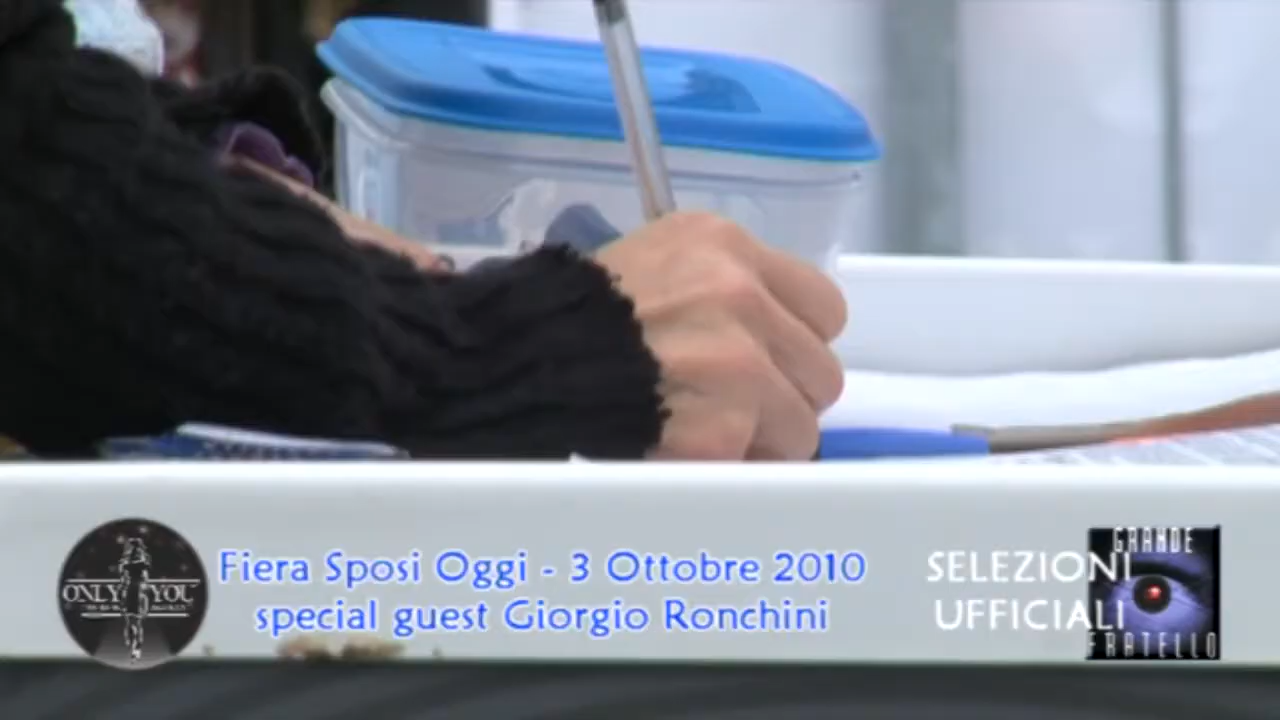 ONLY YOU
Fiera Sposi Oggi - 3 Ottobre 2010
special guest Giorgio Ronchini
SELEZIONI
UFFICIALI
GRANDE
FRATELLO